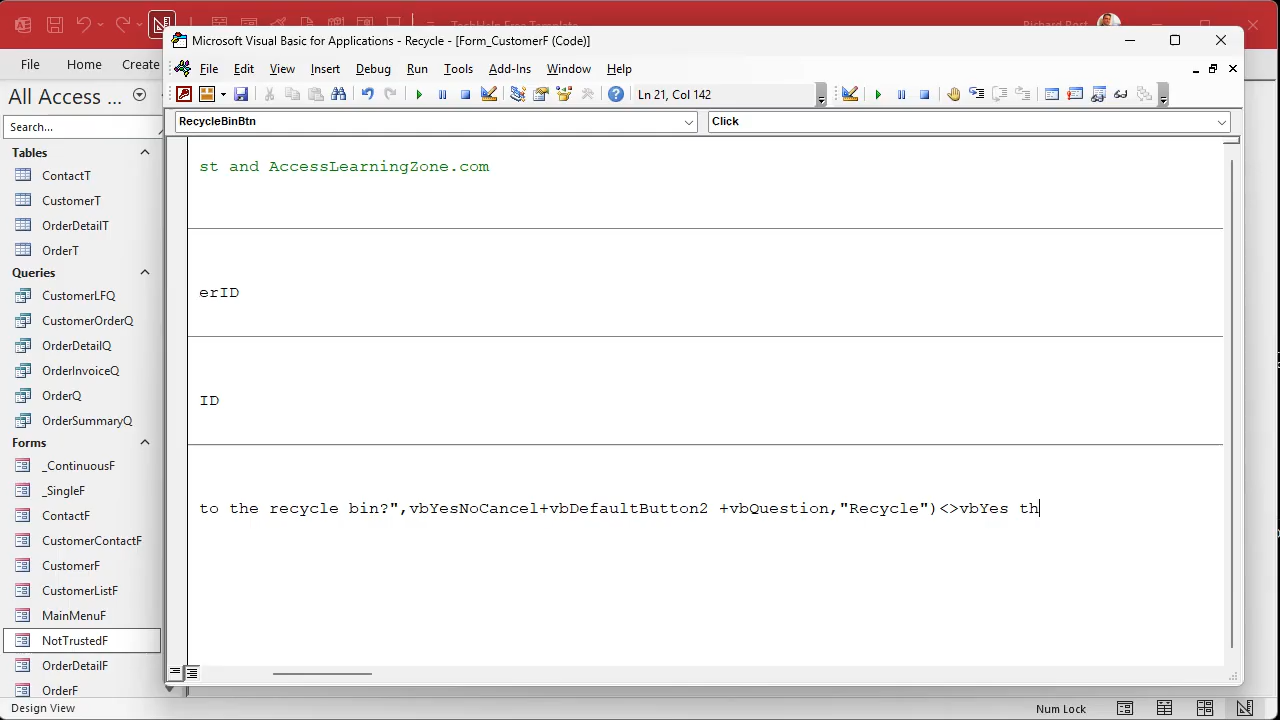 TechHelp Free Template
Richard Rost
Microsoft Visual Basic for Applications - Recycle - [Form_CustomerF (Code)]
File
Home
Create
File
Edit
View
Insert
Debug
Run
Tools
Add-Ins
Window
Help
Ln 21, Col 142
All Access ...
Search...
RecycleBinBtn
Click
Tables
ContactT
CustomerT
OrderDetailT
OrderT
Queries
CustomerLFQ
CustomerOrderQ
OrderDetailQ
OrderInvoiceQ
OrderQ
OrderSummaryQ
Forms
_ContinuousF
_SingleF
ContactF
CustomerContactF
CustomerF
CustomerListF
MainMenuF
NotTrustedF
OrderDetailF
OrderF
st and AccessLearningZone.com
erID
ID
to the recycle bin?",vbYesNoCancel+vbDefaultButton2 +vbQuestion,"Recycle")<>vbYes th
Design View
Num Lock